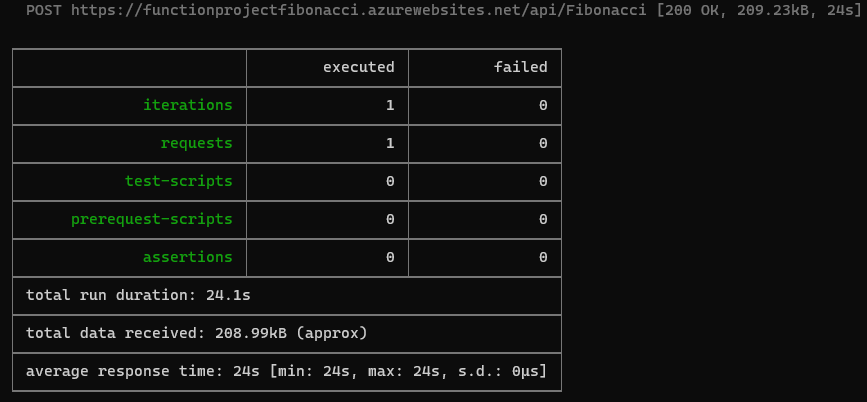 POST https://functionprojectfibonacci.azurewebsites.net/api/Fibonacci [200 OK, 209.23kB, 24s]
executed failed
iterations 1 0
requests 1 0
test-scripts 0 0
prerequest-scripts 0 0
assertions 0 0
total run duration: 24.1s
total data received: 208.99kB (approx)
average response time: 24s [min: 24s, max: 24s, s.d.: 0µs]